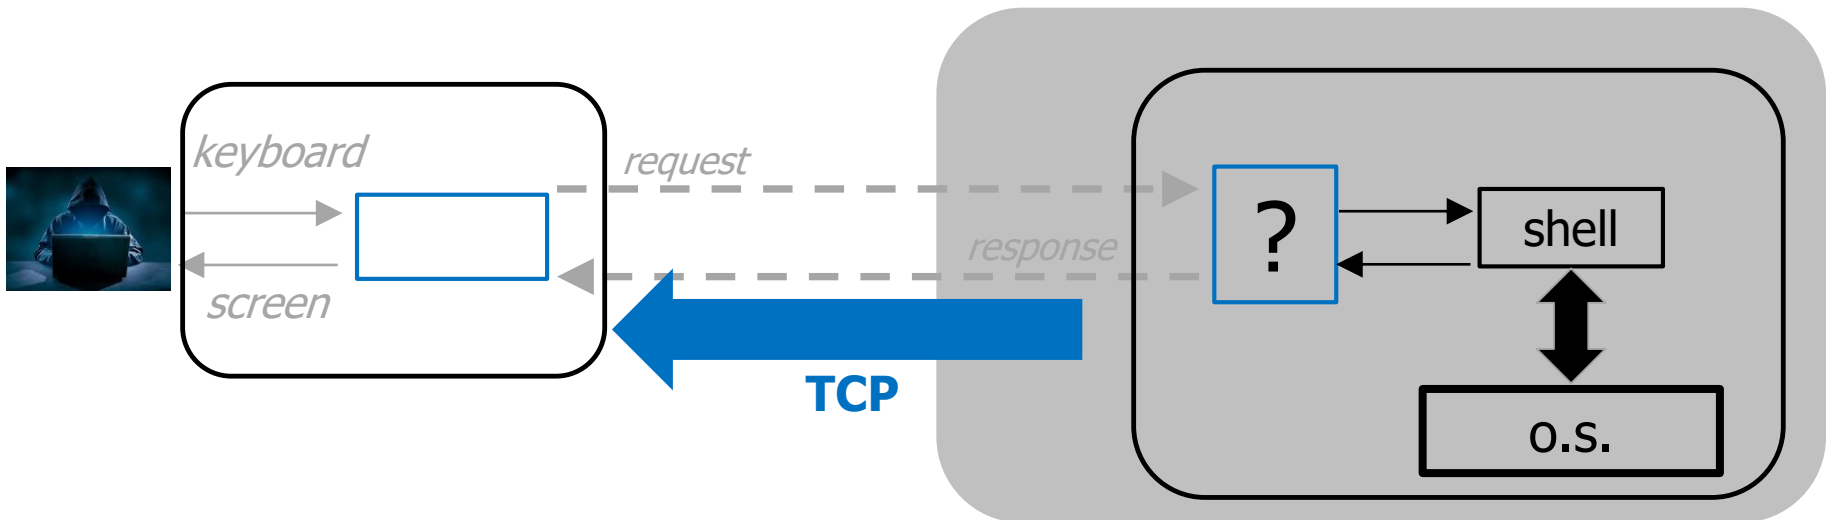 keyboard
screen
request
response
TCP
?
shell
o.s.